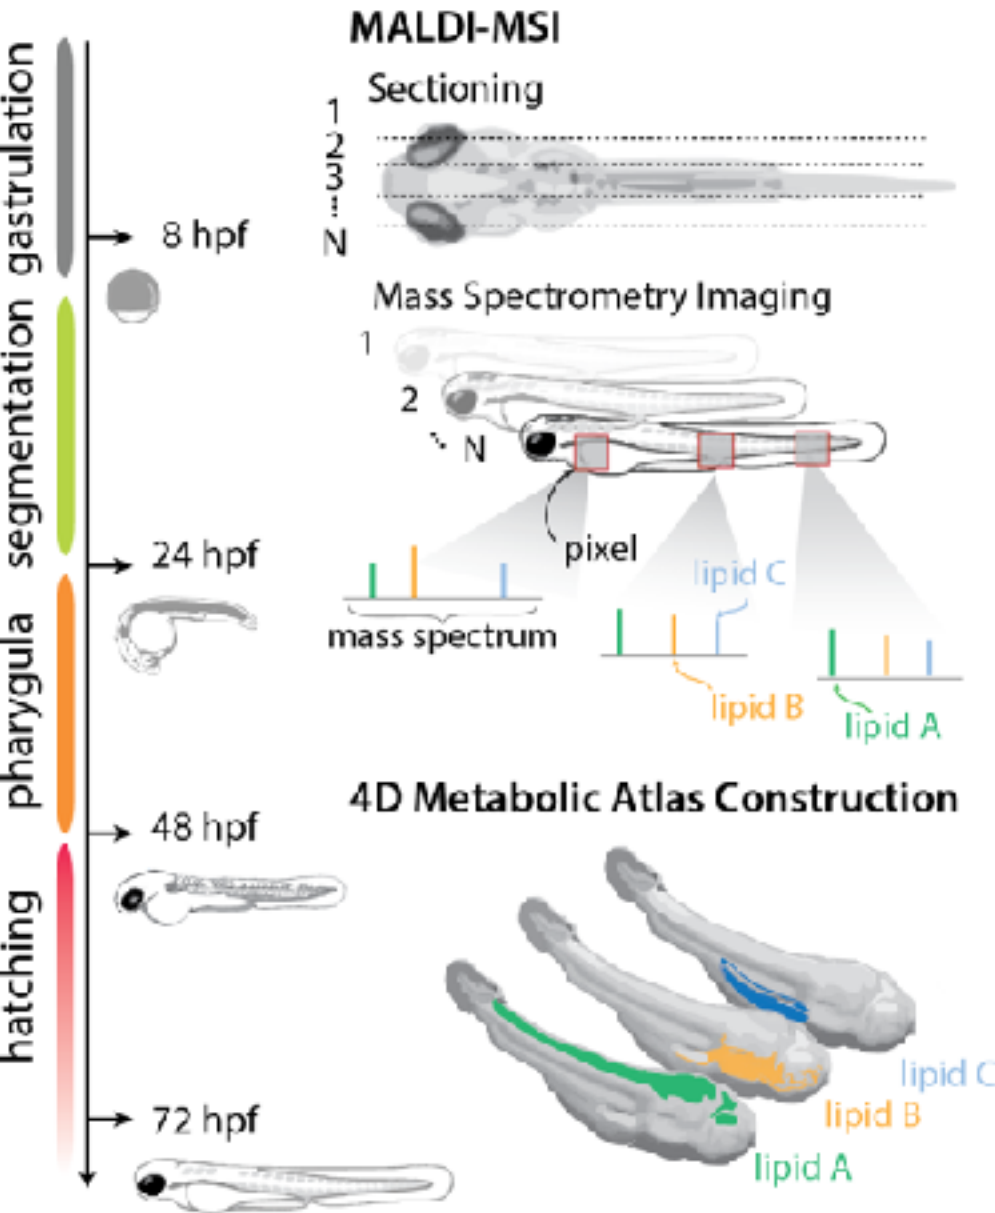 gastrulation
segmentation
pharygula
hatching
8 hpf
24 hpf
48 hpf
72 hpf
MALDI-MSI
Sectioning
1
2
3
...
N
Mass Spectrometry Imaging
1
2
...
N
pixel
mass spectrum
lipid C
lipid B
lipid A
4D Metabolic Atlas Construction
lipid C
lipid B
lipid A